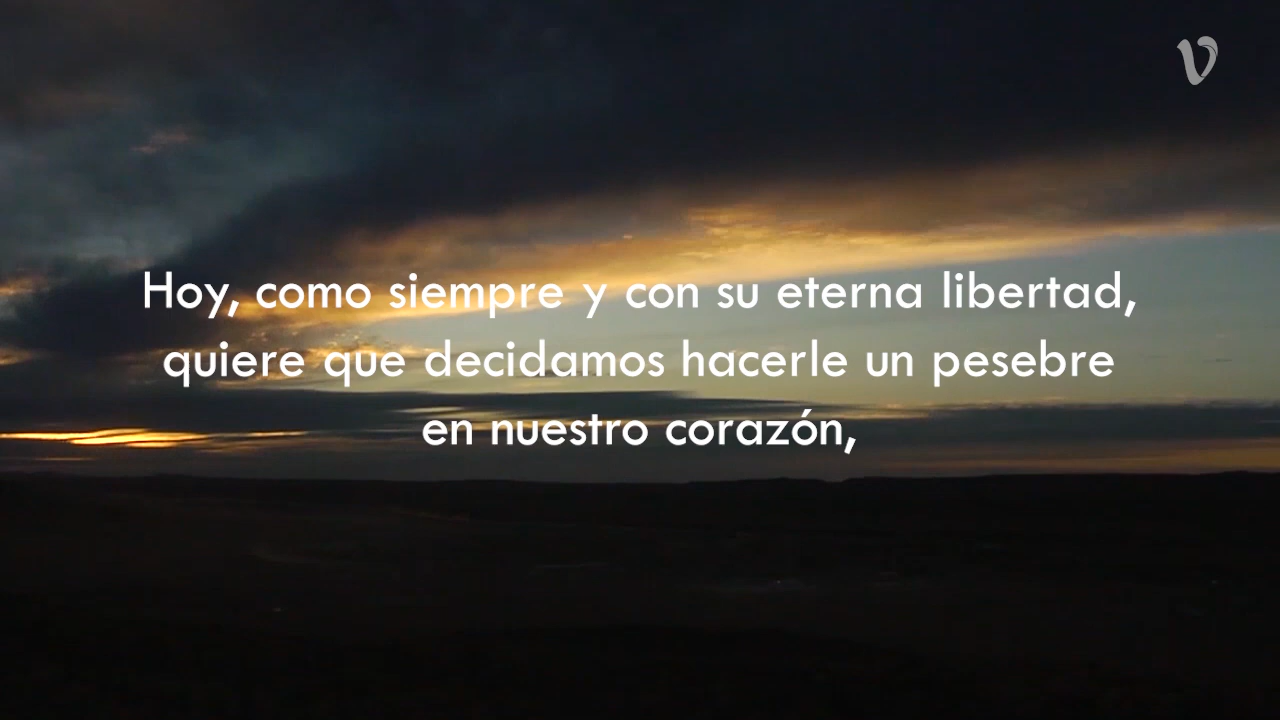 Hoy, como siempre y con su eterna libertad,
quiere que decidamos hacerle un pesebre
en nuestro corazón,